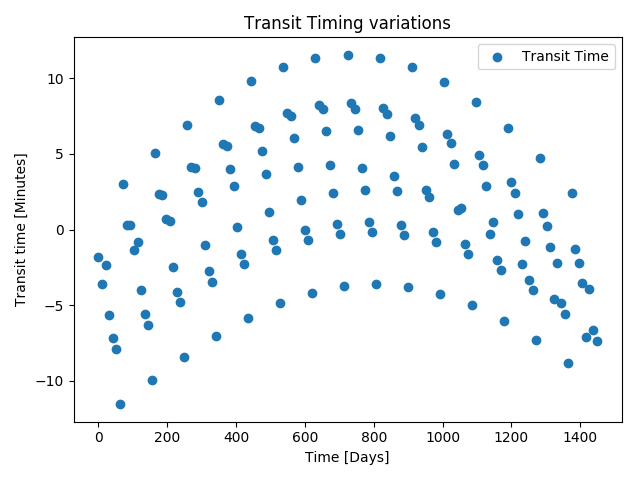 Transit Timing variations
Transit Time
10
5
0
−5
−10
Transit time [Minutes]
0 200 400 600 800 1000 1200 1400
Time [Days]